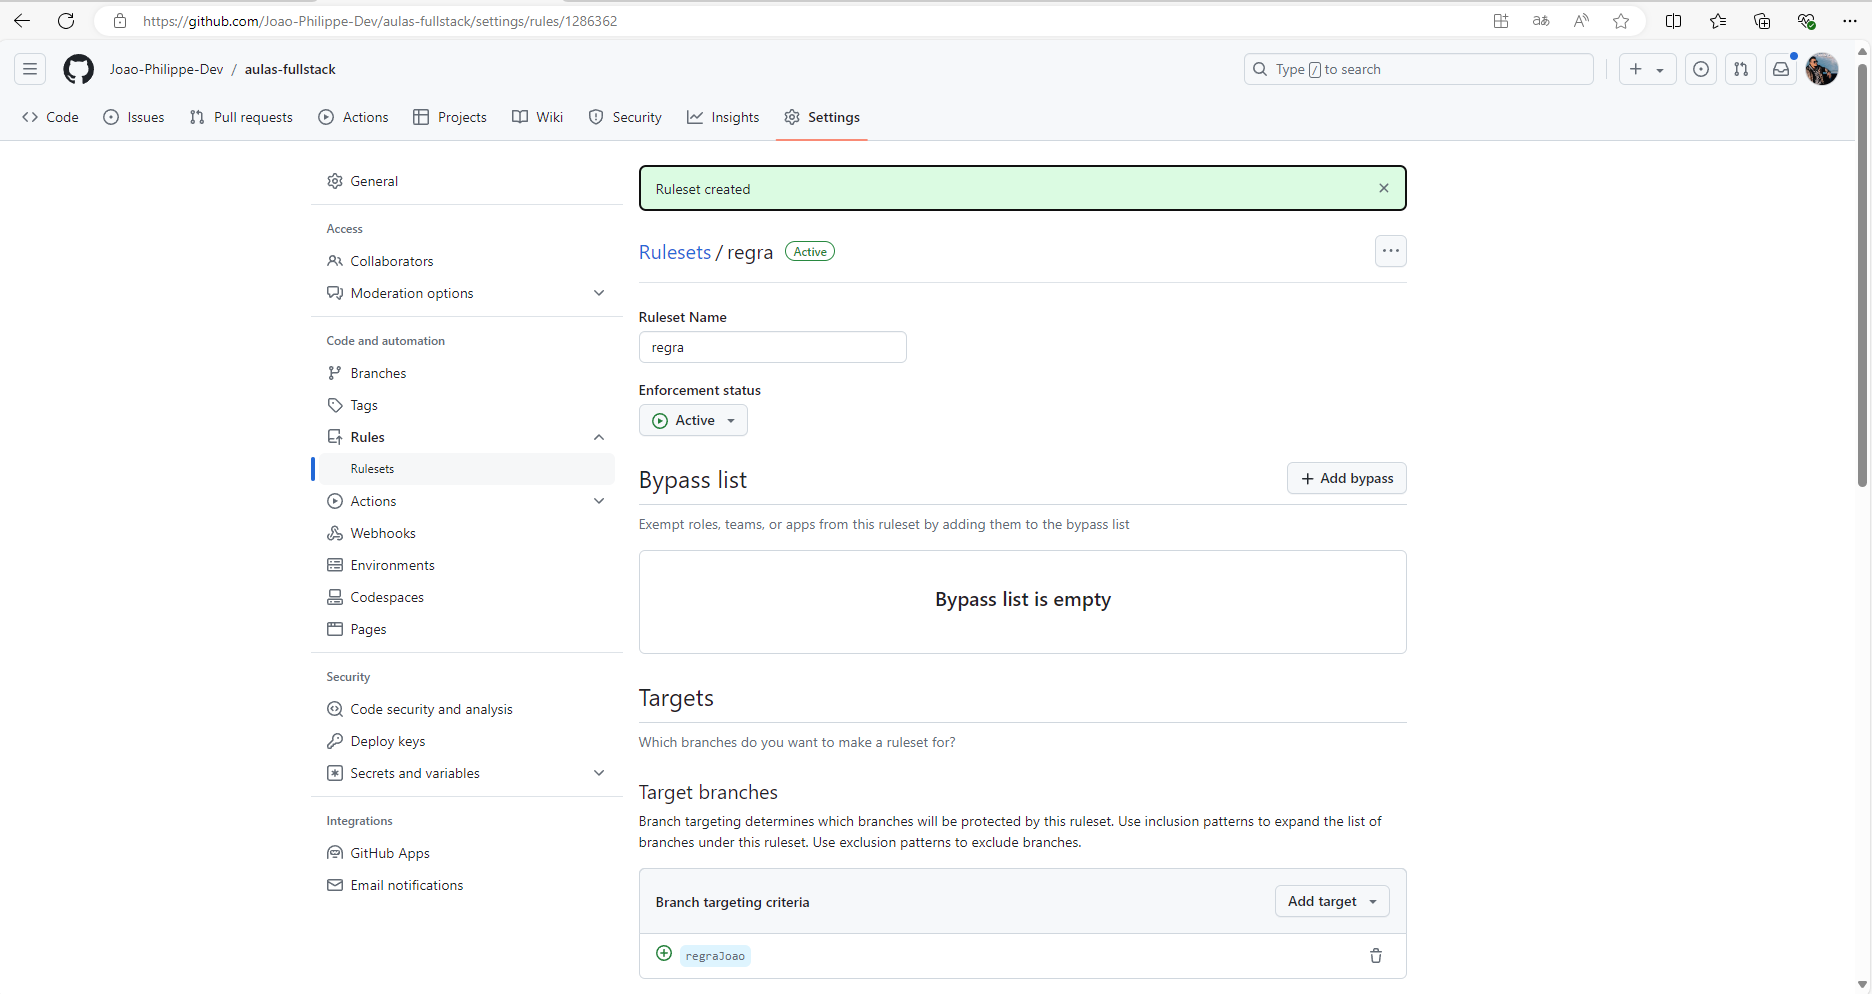 https://github.com/Joao-Philippe-Dev/aulas-fullstack/settings/rules/1286362
Joao-Philippe-Dev / aulas-fullstack
Type / to search
Code Issues Pull requests Actions Projects Wiki Security Insights Settings
General
Access
Collaborators
Moderation options
Code and automation
Branches
Tags
Rules
Rulesets
Actions
Webhooks
Environments
Codespaces
Pages
Security
Code security and analysis
Deploy keys
Secrets and variables
Integrations
GitHub Apps
Email notifications
Ruleset created
Rulesets / regra Active
Ruleset Name
regra
Enforcement status
Active
Bypass list
Add bypass
Exempt roles, teams, or apps from this ruleset by adding them to the bypass list
Bypass list is empty
Targets
Which branches do you want to make a ruleset for?
Target branches
Branch targeting determines which branches will be protected by this ruleset. Use inclusion patterns to expand the list of
branches under this ruleset. Use exclusion patterns to exclude branches.
Branch targeting criteria
Add target
regraJoao